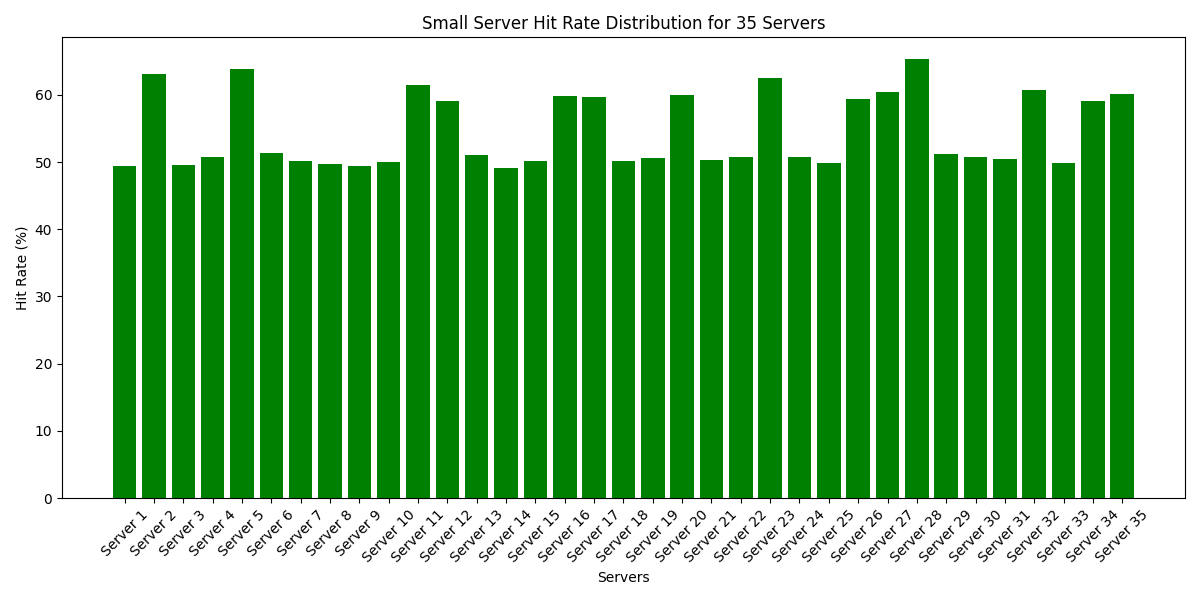 Small Server Hit Rate Distribution for 35 Servers
Hit Rate (%)
60
50
40
30
20
10
0
Server 1
Server 2
Server 3
Server 4
Server 5
Server 6
Server 7
Server 8
Server 9
Server 10
Server 11
Server 12
Server 13
Server 14
Server 15
Server 16
Server 17
Server 18
Server 19
Server 20
Server 21
Server 22
Server 23
Server 24
Server 25
Server 26
Server 27
Server 28
Server 29
Server 30
Server 31
Server 32
Server 33
Server 34
Server 35
Servers